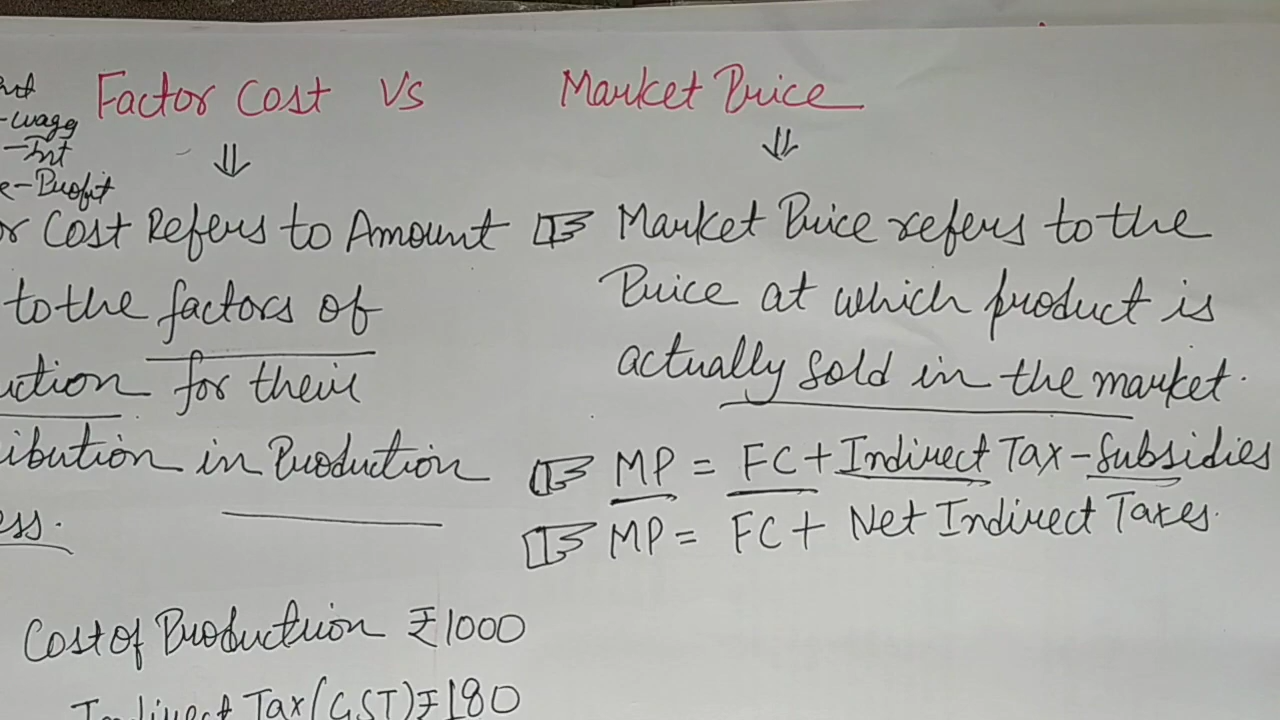 Factor Cost Vs Market Price
-wage
-Int
-Profit
Cost Refers to Amount
to the factors of
for their
in Production
Market Price refers to the
Price at which product is
actually sold in the market.
MP = FC + Indirect Tax - Subsidies
MP = FC + Net Indirect Taxes.
Cost of Production ₹1000
Indirect Tax (GST) ₹180